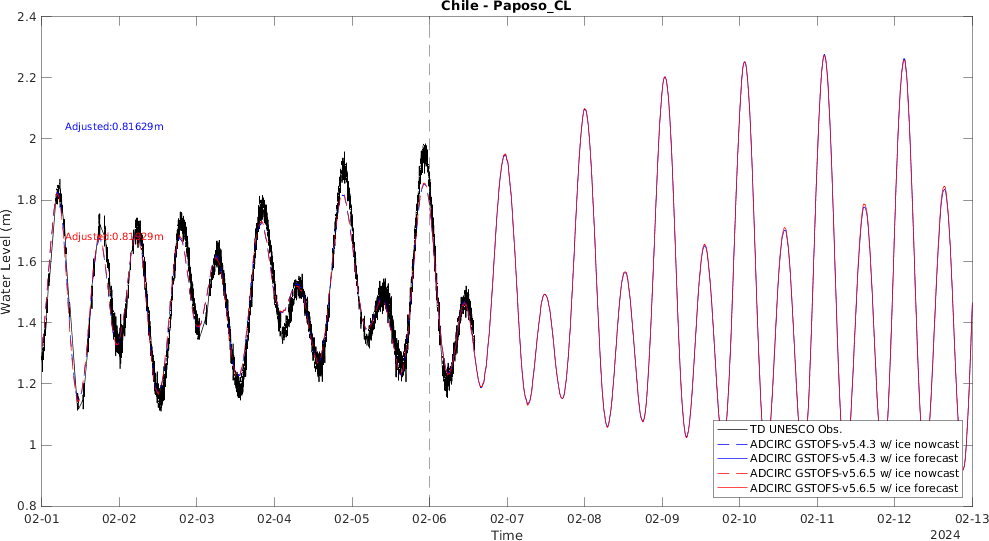 Chile - Paposo_CL
2.4
2.2
2
1.8
1.6
1.4
1.2
1
0.8
Water Level (m)
Adjusted:0.81629m
Adjusted:0.81629m
TD UNESCO Obs.
ADCIRC GSTOFS-v5.4.3 w/ ice nowcast
ADCIRC GSTOFS-v5.4.3 w/ ice forecast
ADCIRC GSTOFS-v5.6.5 w/ ice nowcast
ADCIRC GSTOFS-v5.6.5 w/ ice forecast
02-01 02-02 02-03 02-04 02-05 02-06 02-07 02-08 02-09 02-10 02-11 02-12 02-13
Time
2024